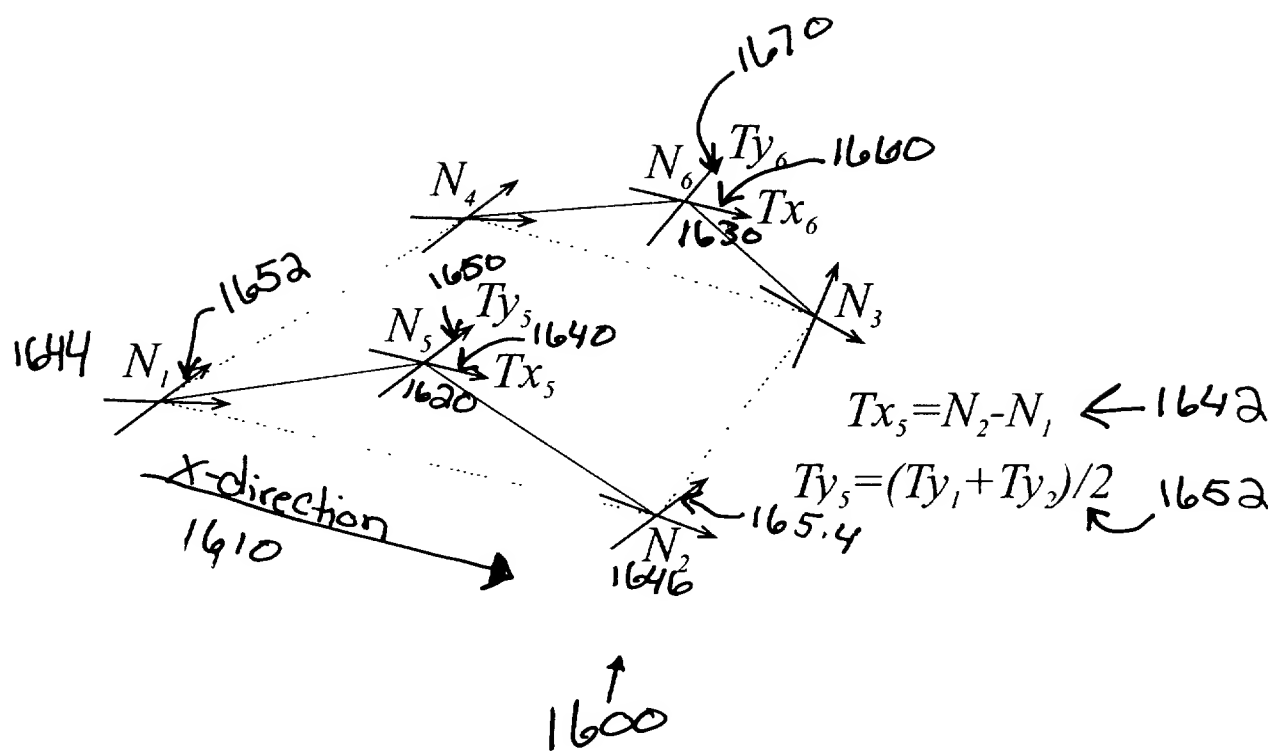 1670
N₆ Ty₆ 1660
N₄ Tx₆
1630
1652 1650
N₅ Ty₅ 1640 N₃
1644 N₁ Tx₅
1620
Tx₅=N₂-N₁ 1642
x-direction Ty₅=(Ty₁+Ty₂)/2 1652
1610 165.4
N₂
1646
1600